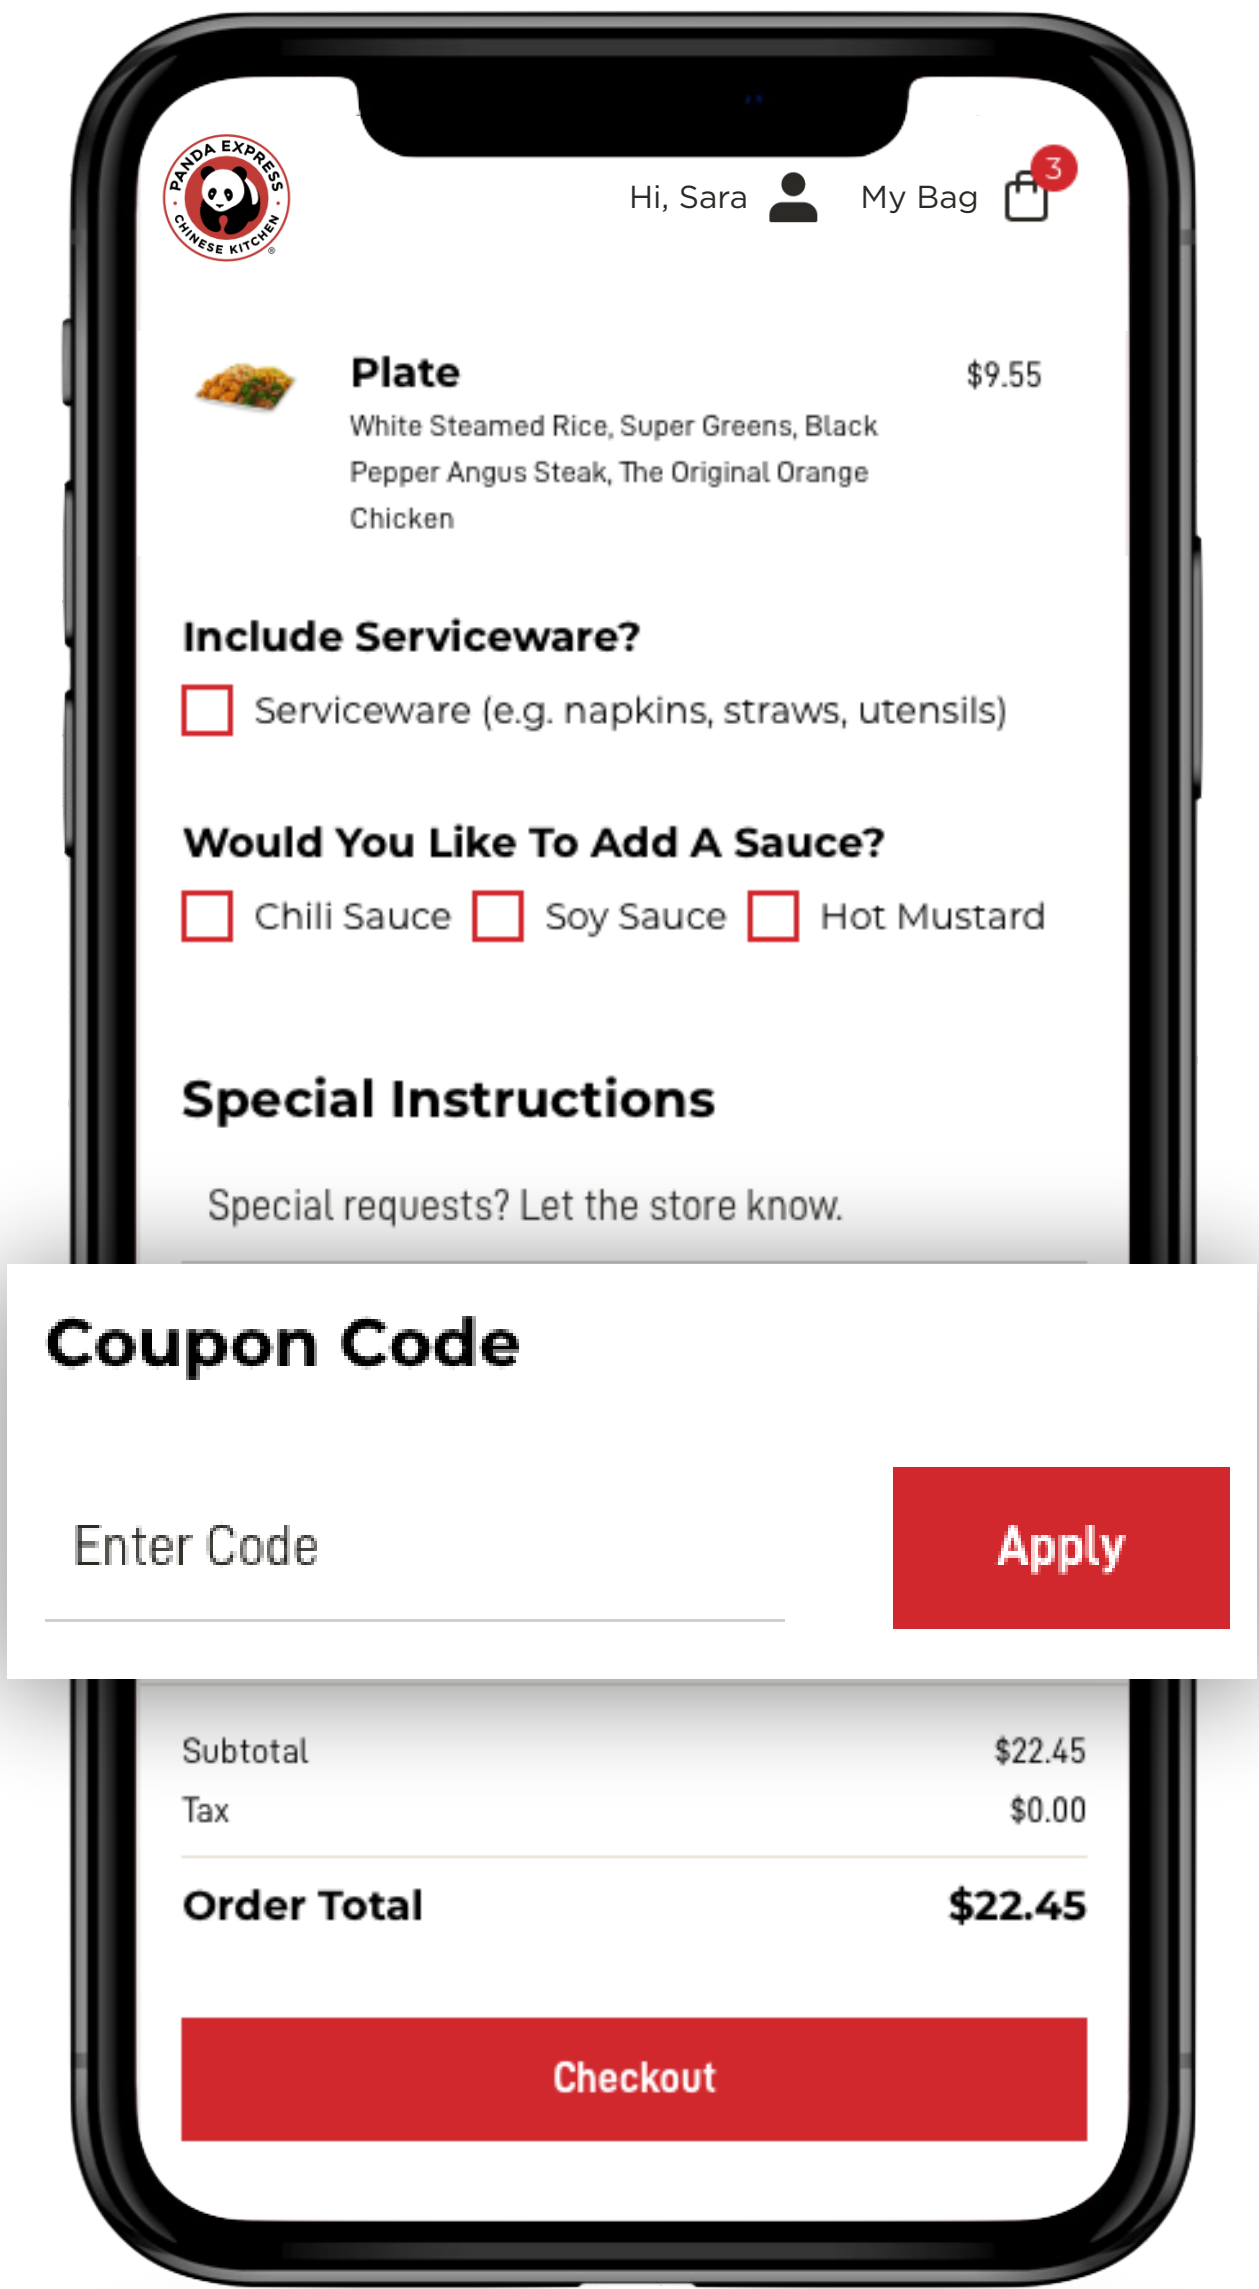 PANDA EXPRESS
CHINESE KITCHEN
®
Hi, Sara
My Bag
3
Plate
$9.55
White Steamed Rice, Super Greens, Black
Pepper Angus Steak, The Original Orange
Chicken
Include Serviceware?
Serviceware (e.g. napkins, straws, utensils)
Would You Like To Add A Sauce?
Chili Sauce Soy Sauce Hot Mustard
Special Instructions
Special requests? Let the store know.
Coupon Code
Enter Code
Apply
Subtotal $22.45
Tax $0.00
Order Total $22.45
Checkout